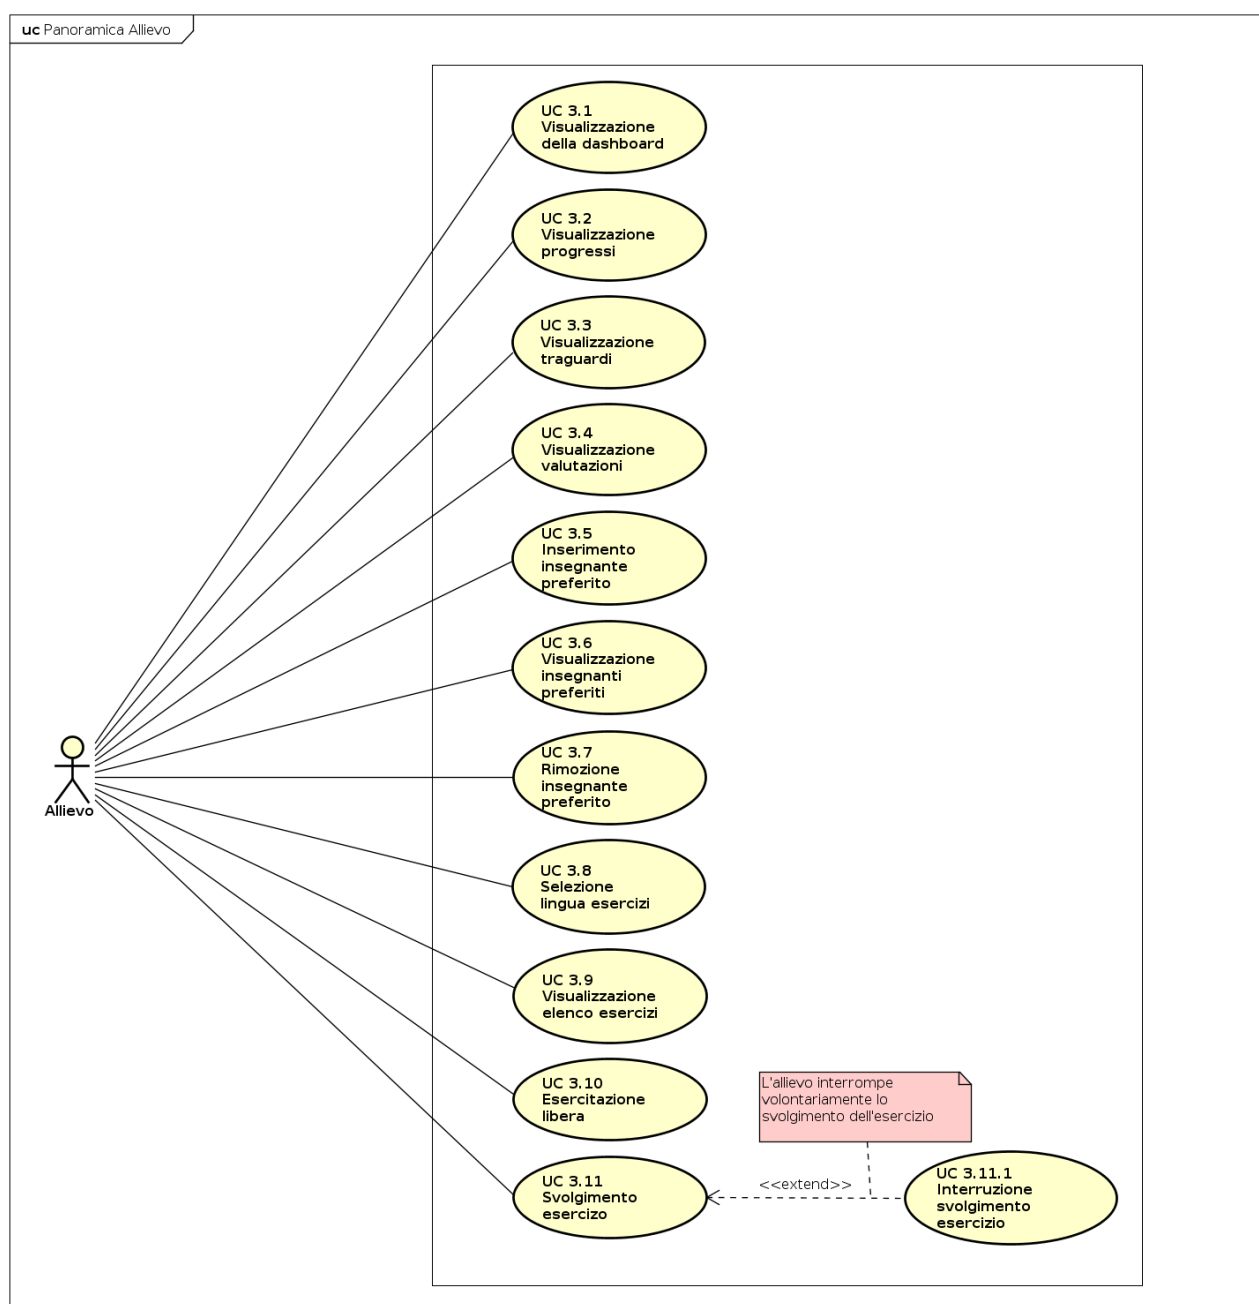 uc Panoramica Allievo
UC 3.1
Visualizzazione
della dashboard
UC 3.2
Visualizzazione
progressi
UC 3.3
Visualizzazione
traguardi
UC 3.4
Visualizzazione
valutazioni
UC 3.5
Inserimento
insegnante
preferito
UC 3.6
Visualizzazione
insegnanti
preferiti
UC 3.7
Rimozione
insegnante
preferito
Allievo
UC 3.8
Selezione
lingua esercizi
UC 3.9
Visualizzazione
elenco esercizi
UC 3.10
Esercitazione
libera
L'allievo interrompe
volontariamente lo
svolgimento dell'esercizio
UC 3.11
Svolgimento
esercizo
<<extend>>
UC 3.11.1
Interruzione
svolgimento
esercizio